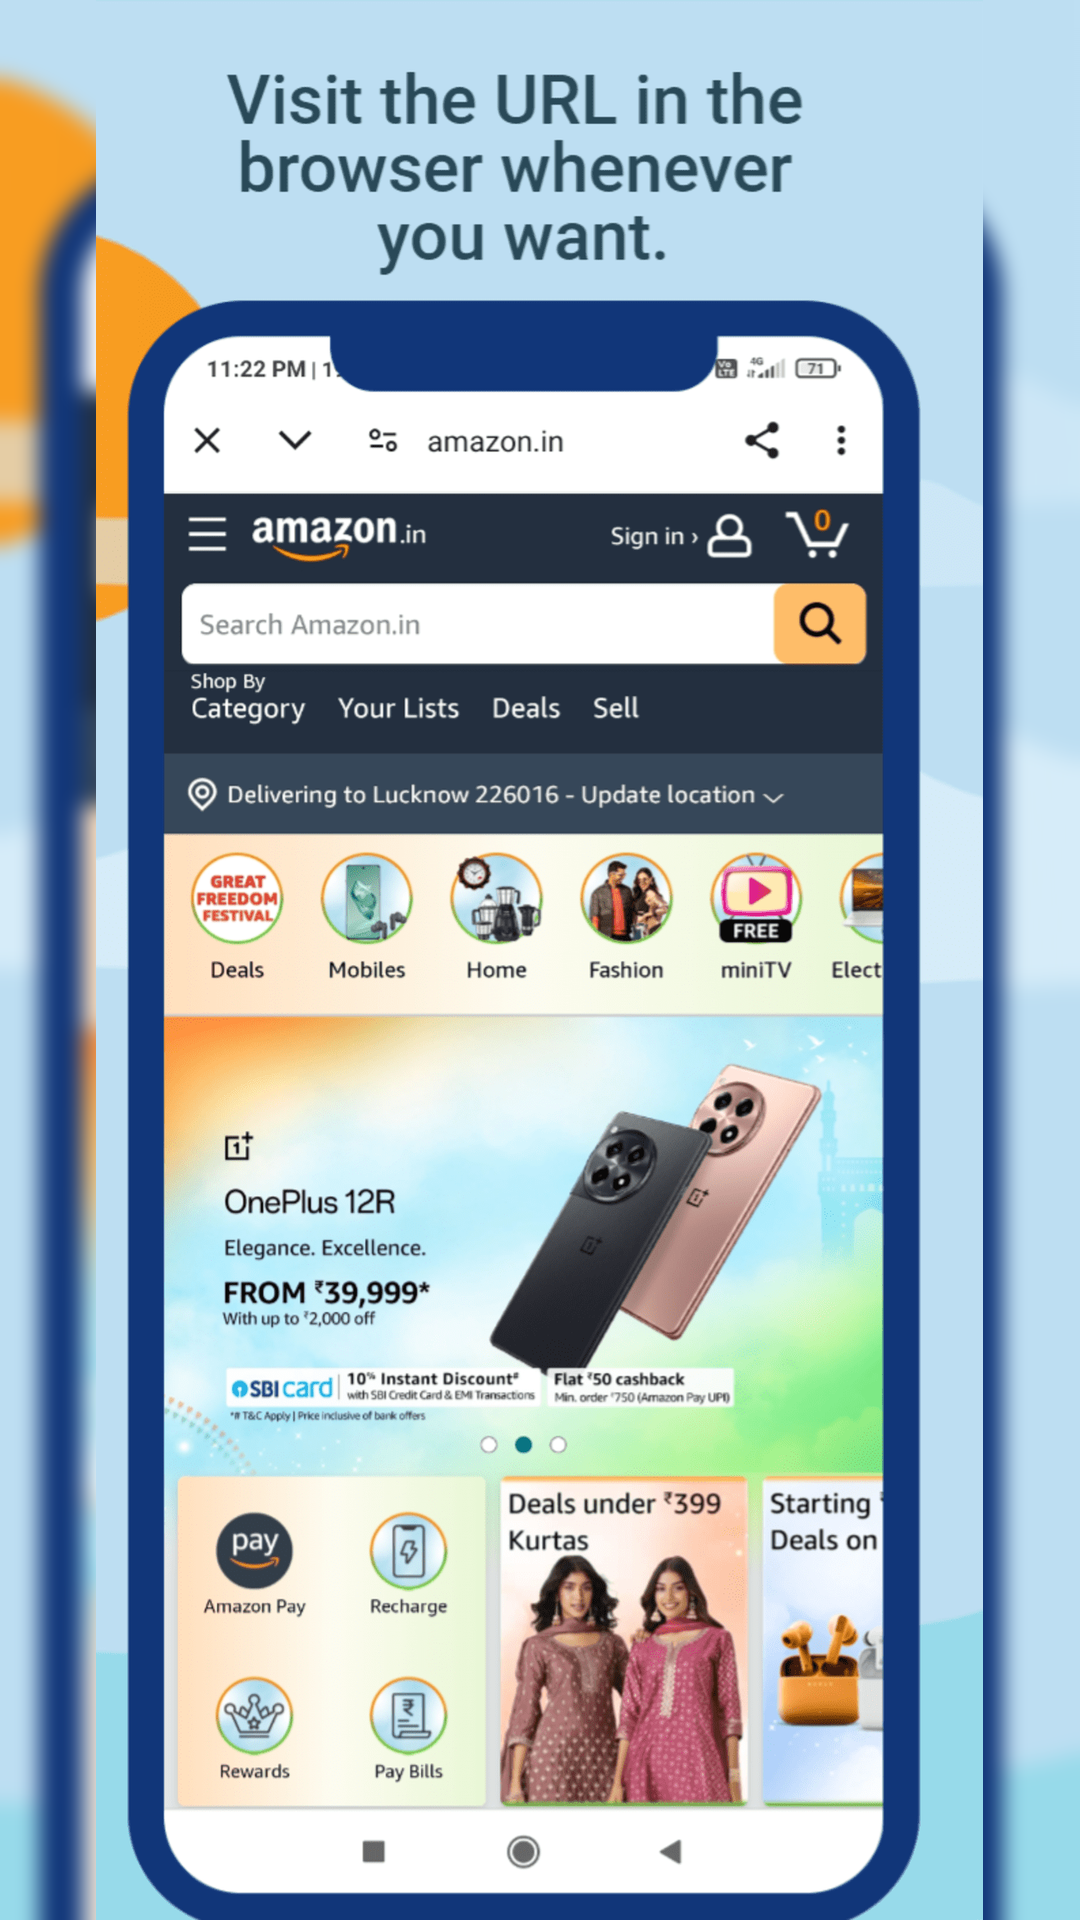 Visit the URL in the
browser whenever
you want.
11:22 PM | 1
Vo LTE
4G
71
amazon.in
amazon.in
Sign in ›
0
Search Amazon.in
Shop By
Category
Your Lists
Deals
Sell
Delivering to Lucknow 226016 - Update location
GREAT
FREEDOM
FESTIVAL
FREE
Deals
Mobiles
Home
Fashion
miniTV
Elect
OnePlus 12R
Elegance. Excellence.
FROM ₹39,999*
With up to ₹2,000 off
SBI card
10% Instant Discount#
with SBI Credit Card & EMI Transactions
Flat ₹50 cashback
Min. order ₹750 (Amazon Pay UPI)
*# T&C Apply | Price inclusive of bank offers
pay
Amazon Pay
Recharge
Rewards
Pay Bills
Deals under ₹399
Kurtas
Starting
Deals on